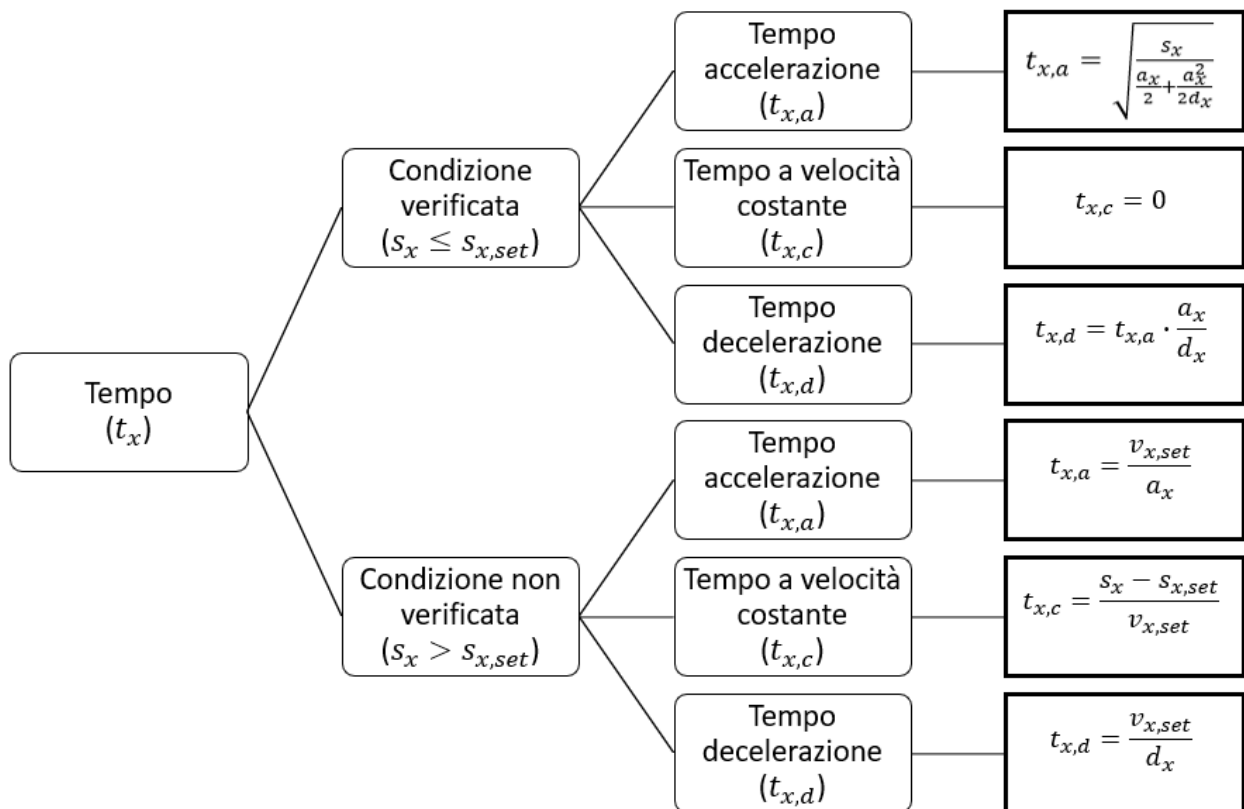 Tempo
(t_x)
Condizione
verificata
(s_x ≤ s_{x,set})
Tempo
accelerazione
(t_{x,a})
t_{x,a} = √(s_x / (a_x/2 + a_x^2/2d_x))
Tempo a velocità
costante
(t_{x,c})
t_{x,c} = 0
Tempo
decelerazione
(t_{x,d})
t_{x,d} = t_{x,a} · a_x/d_x
Condizione non
verificata
(s_x > s_{x,set})
Tempo
accelerazione
(t_{x,a})
t_{x,a} = v_{x,set}/a_x
Tempo a velocità
costante
(t_{x,c})
t_{x,c} = (s_x − s_{x,set})/v_{x,set}
Tempo
decelerazione
(t_{x,d})
t_{x,d} = v_{x,set}/d_x